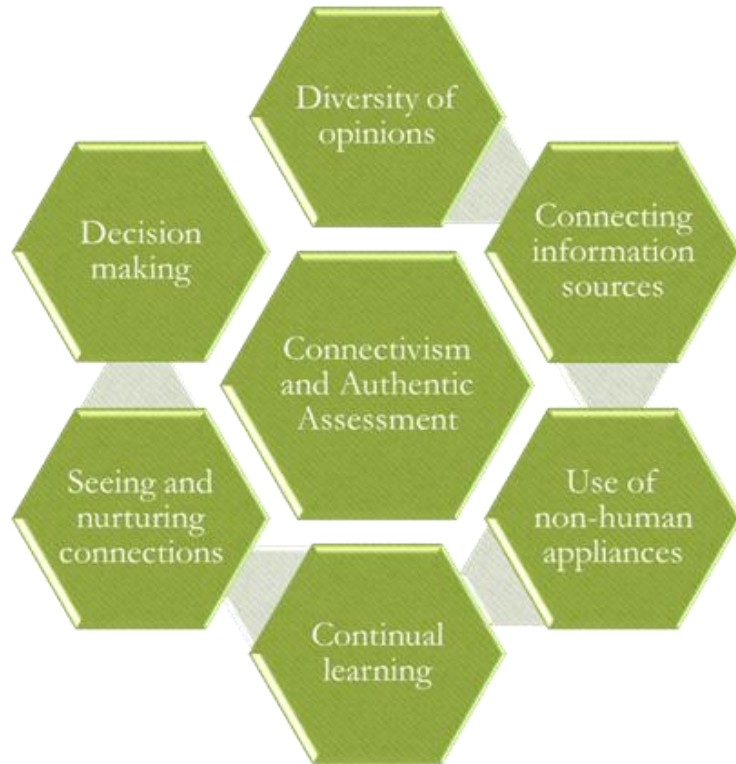 Diversity of
opinions
Connecting
information
sources
Use of
non-human
appliances
Continual
learning
Seeing and
nurturing
connections
Decision
making
Connectivism
and Authentic
Assessment